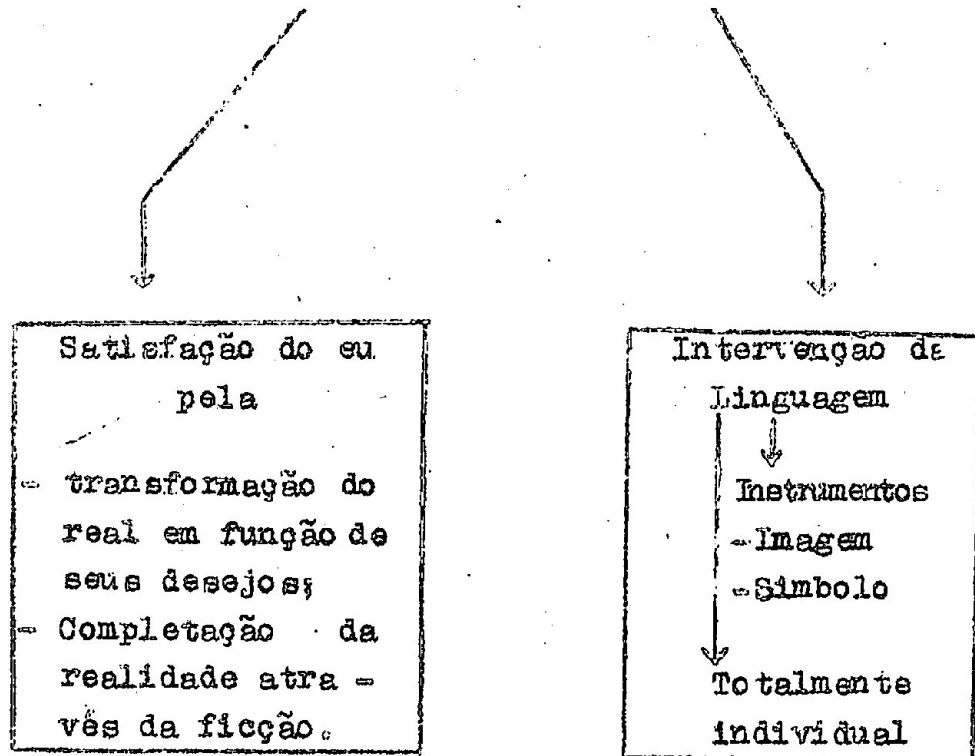 Satisfação do eu
pela
- transformação do
real em função de
seus desejos;
- Completação da
realidade atra -
vés da ficção.
Intervenção da
Linguagem
Instrumentos
- Imagem
- Simbolo
Totalmente
individual